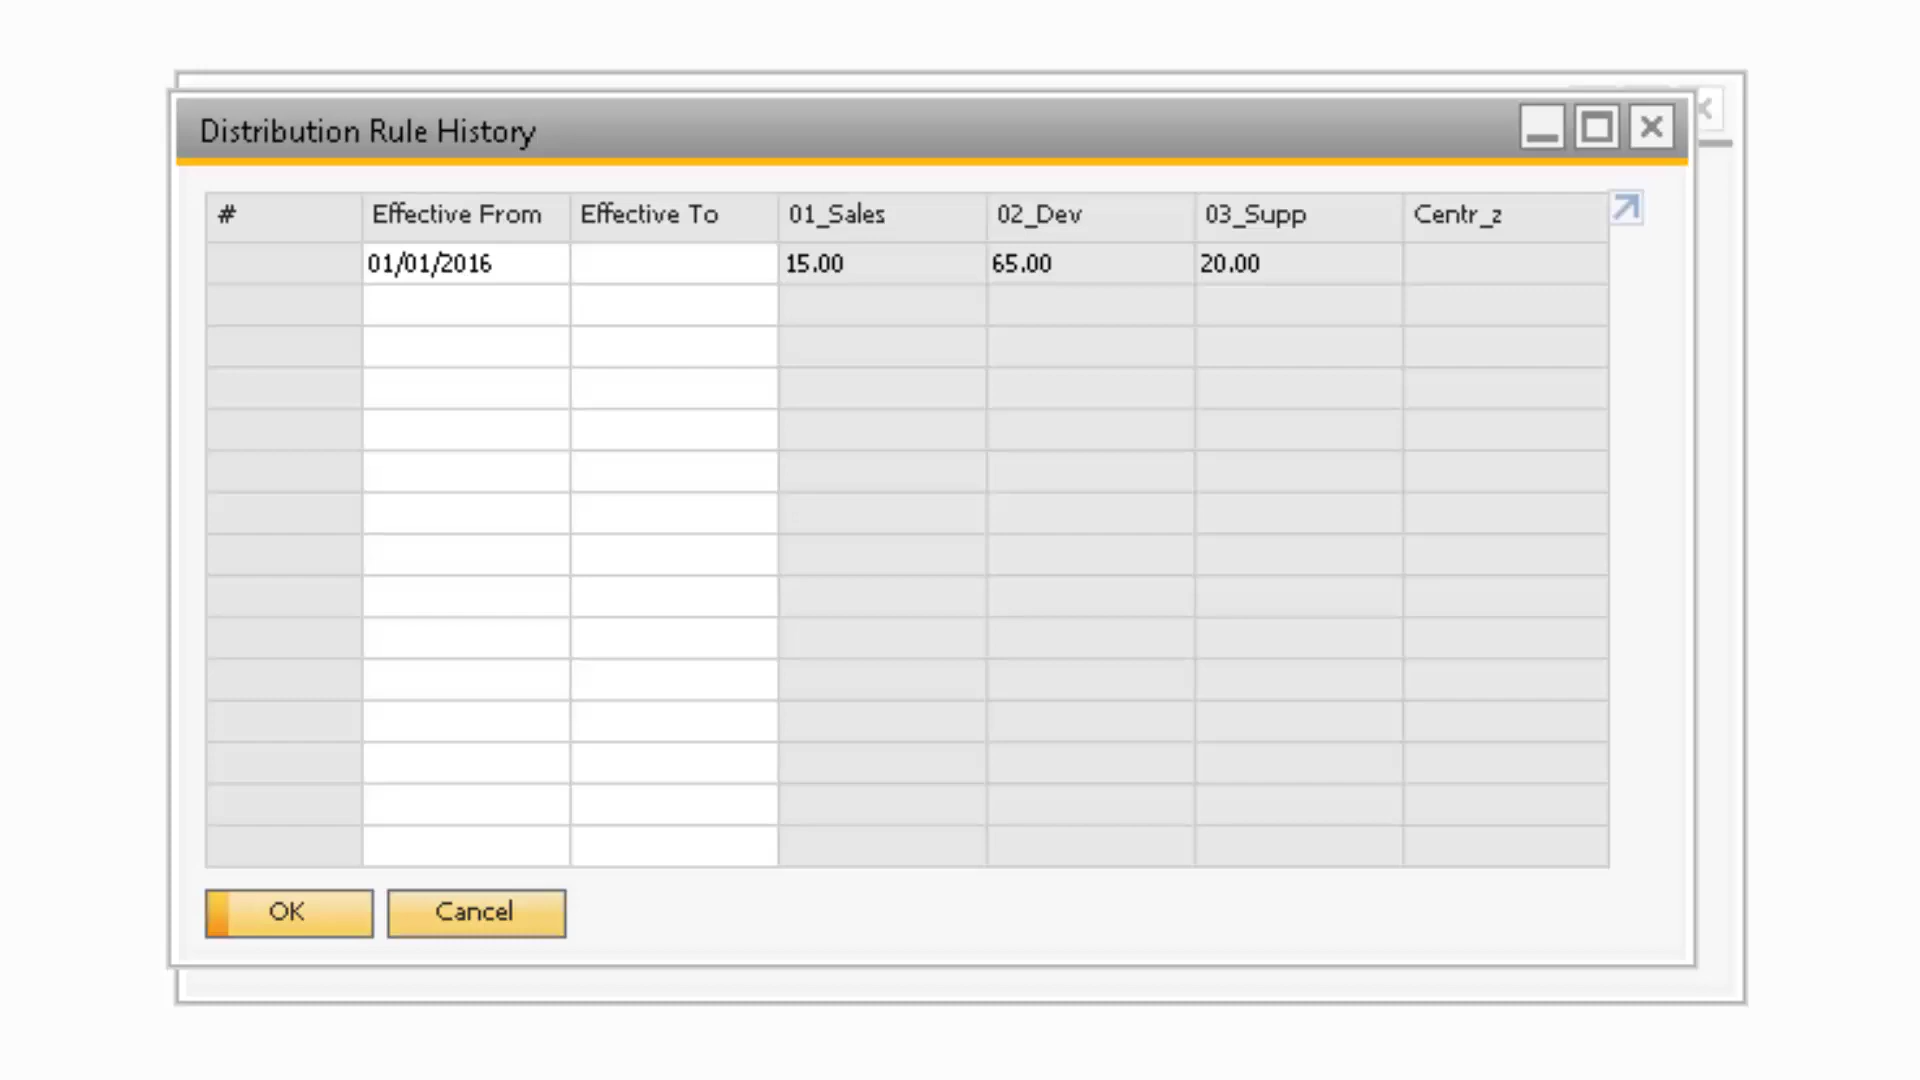 Distribution Rule History
# Effective From Effective To 01_Sales 02_Dev 03_Supp Centr_z
01/01/2016 15.00 65.00 20.00
OK Cancel